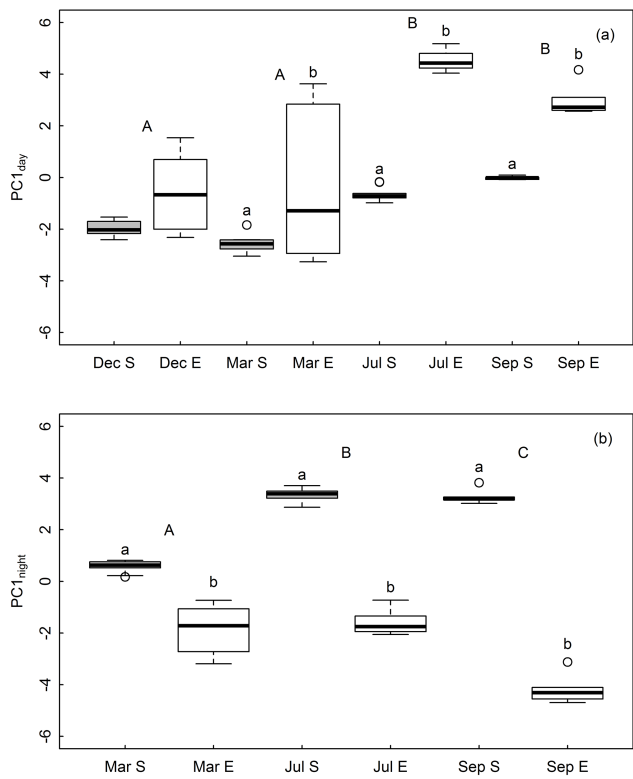 (a)
B
b
B
b
A
b
A
a
a
a
6
4
2
0
-2
-4
-6
PC1day
Dec S Dec E Mar S Mar E Jul S Jul E Sep S Sep E
(b)
B
C
a
a
A
a
b
b
b
6
4
2
0
-2
-4
-6
PC1night
Mar S Mar E Jul S Jul E Sep S Sep E